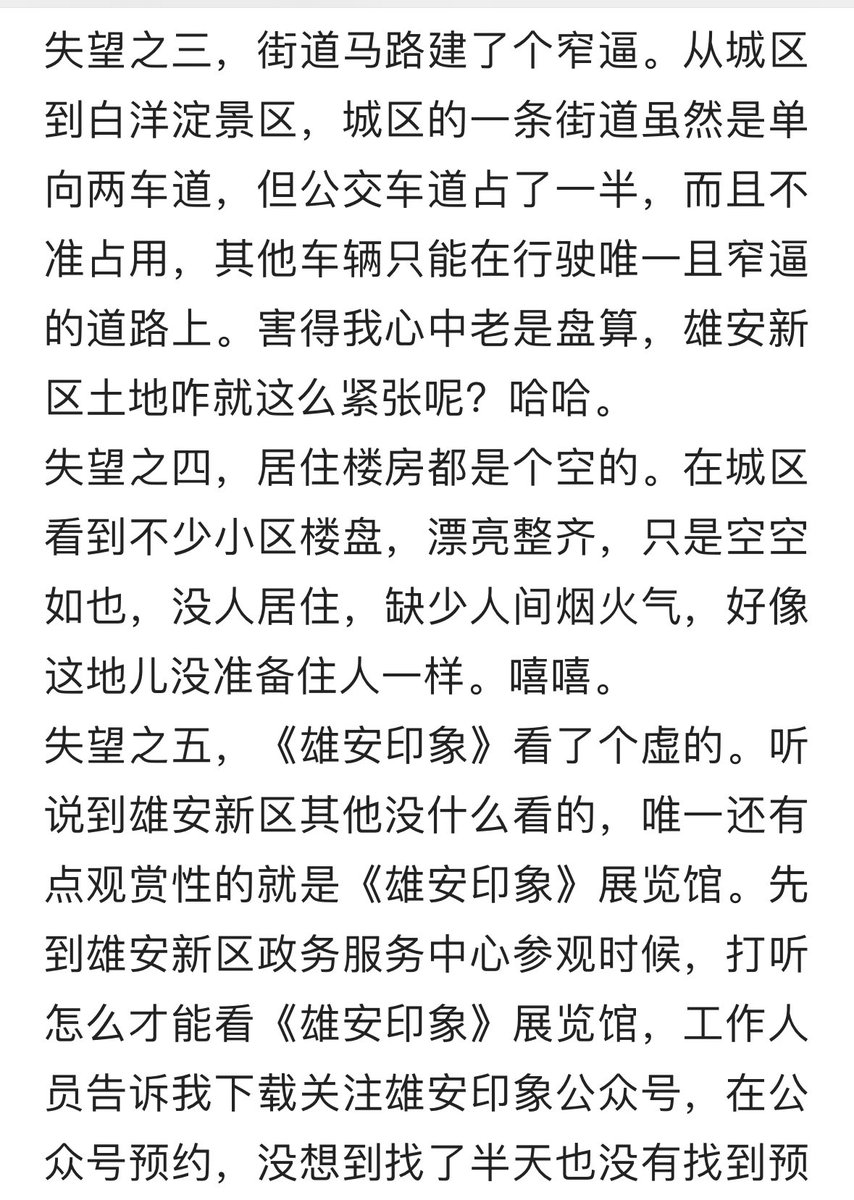 失望之三，街道马路建了个窄逼。从城区
到白洋淀景区，城区的一条街道虽然是单
向两车道，但公交车道占了一半，而且不
准占用，其他车辆只能在行驶唯一且窄逼
的道路上。害得我心中老是盘算，雄安新
区土地咋就这么紧张呢？哈哈。
失望之四，居住楼房都是个空的。在城区
看到不少小区楼盘，漂亮整齐，只是空空
如也，没人居住，缺少人间烟火气，好像
这地儿没准备住人一样。嘻嘻。
失望之五，《雄安印象》看了个虚的。听
说到雄安新区其他没什么看的，唯一还有
点观赏性的就是《雄安印象》展览馆。先
到雄安新区政务服务中心参观时候，打听
怎么才能看《雄安印象》展览馆，工作人
员告诉我下载关注雄安印象公众号，在公
众号预约，没想到找了半天也没有找到预